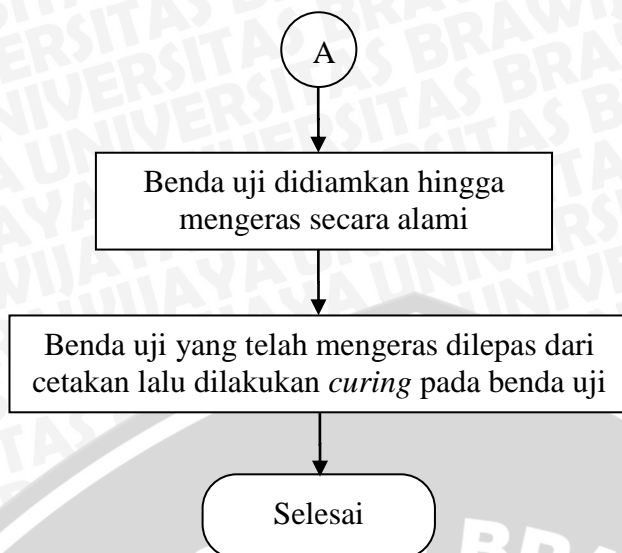 A
Benda uji didiamkan hingga
mengeras secara alami
Benda uji yang telah mengeras dilepas dari
cetakan lalu dilakukan curing pada benda uji
Selesai